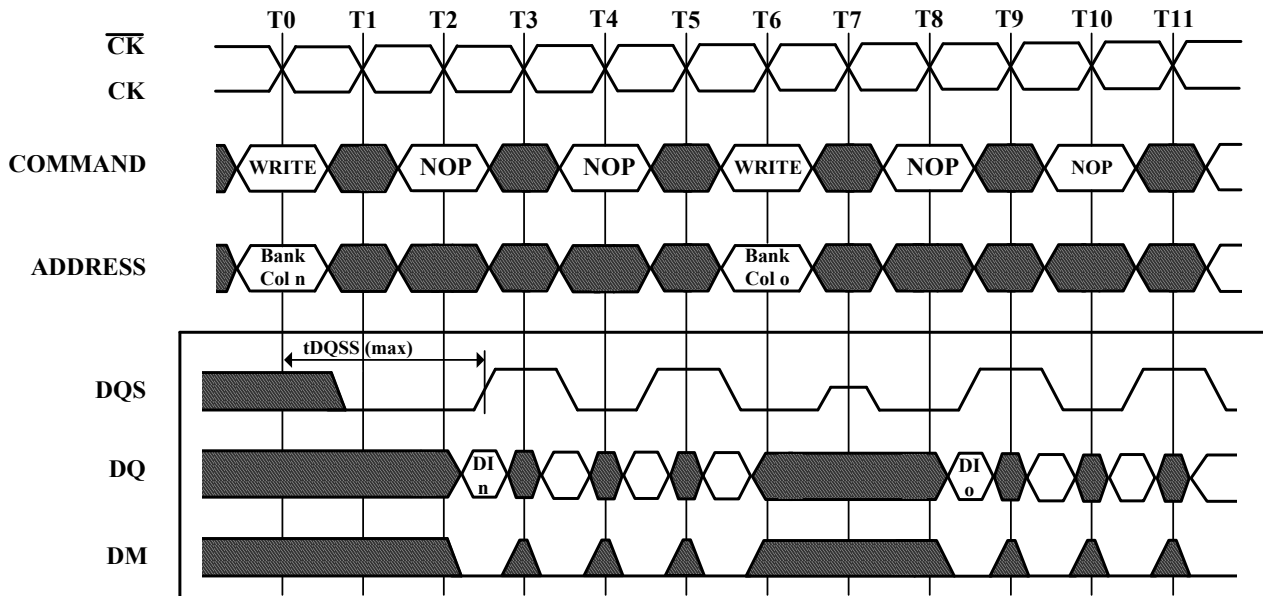 T0 T1 T2 T3 T4 T5 T6 T7 T8 T9 T10 T11
CK
CK
COMMAND WRITE NOP NOP WRITE NOP NOP
ADDRESS Bank Col n Bank Col o
tDQSS (max)
DQS
DQ DI n DI o
DM